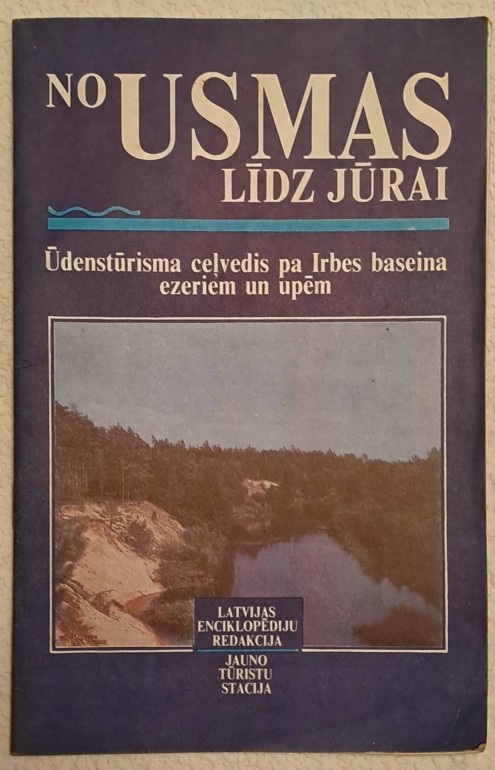 NO USMAS
LĪDZ JŪRAI
Ūdenstūrisma ceļvedis pa Irbes baseina
ezeriem un upēm
LATVIJAS
ENCIKLOPĒDIJU
REDAKCIJA
JAUNO
TŪRISTU
STACIJA